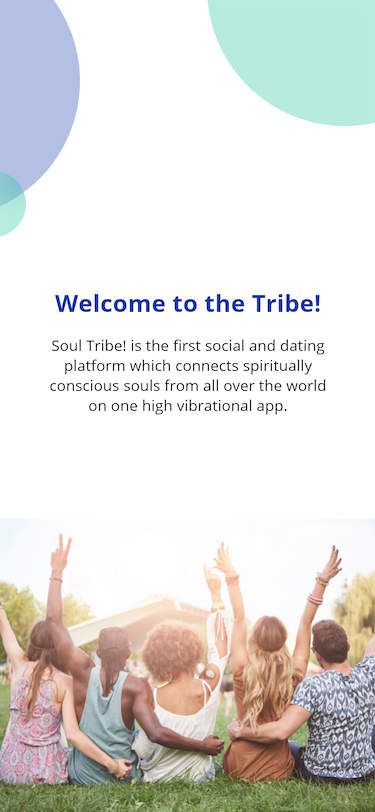 Welcome to the Tribe!
Soul Tribe! is the first social and dating
platform which connects spiritually
conscious souls from all over the world
on one high vibrational app.